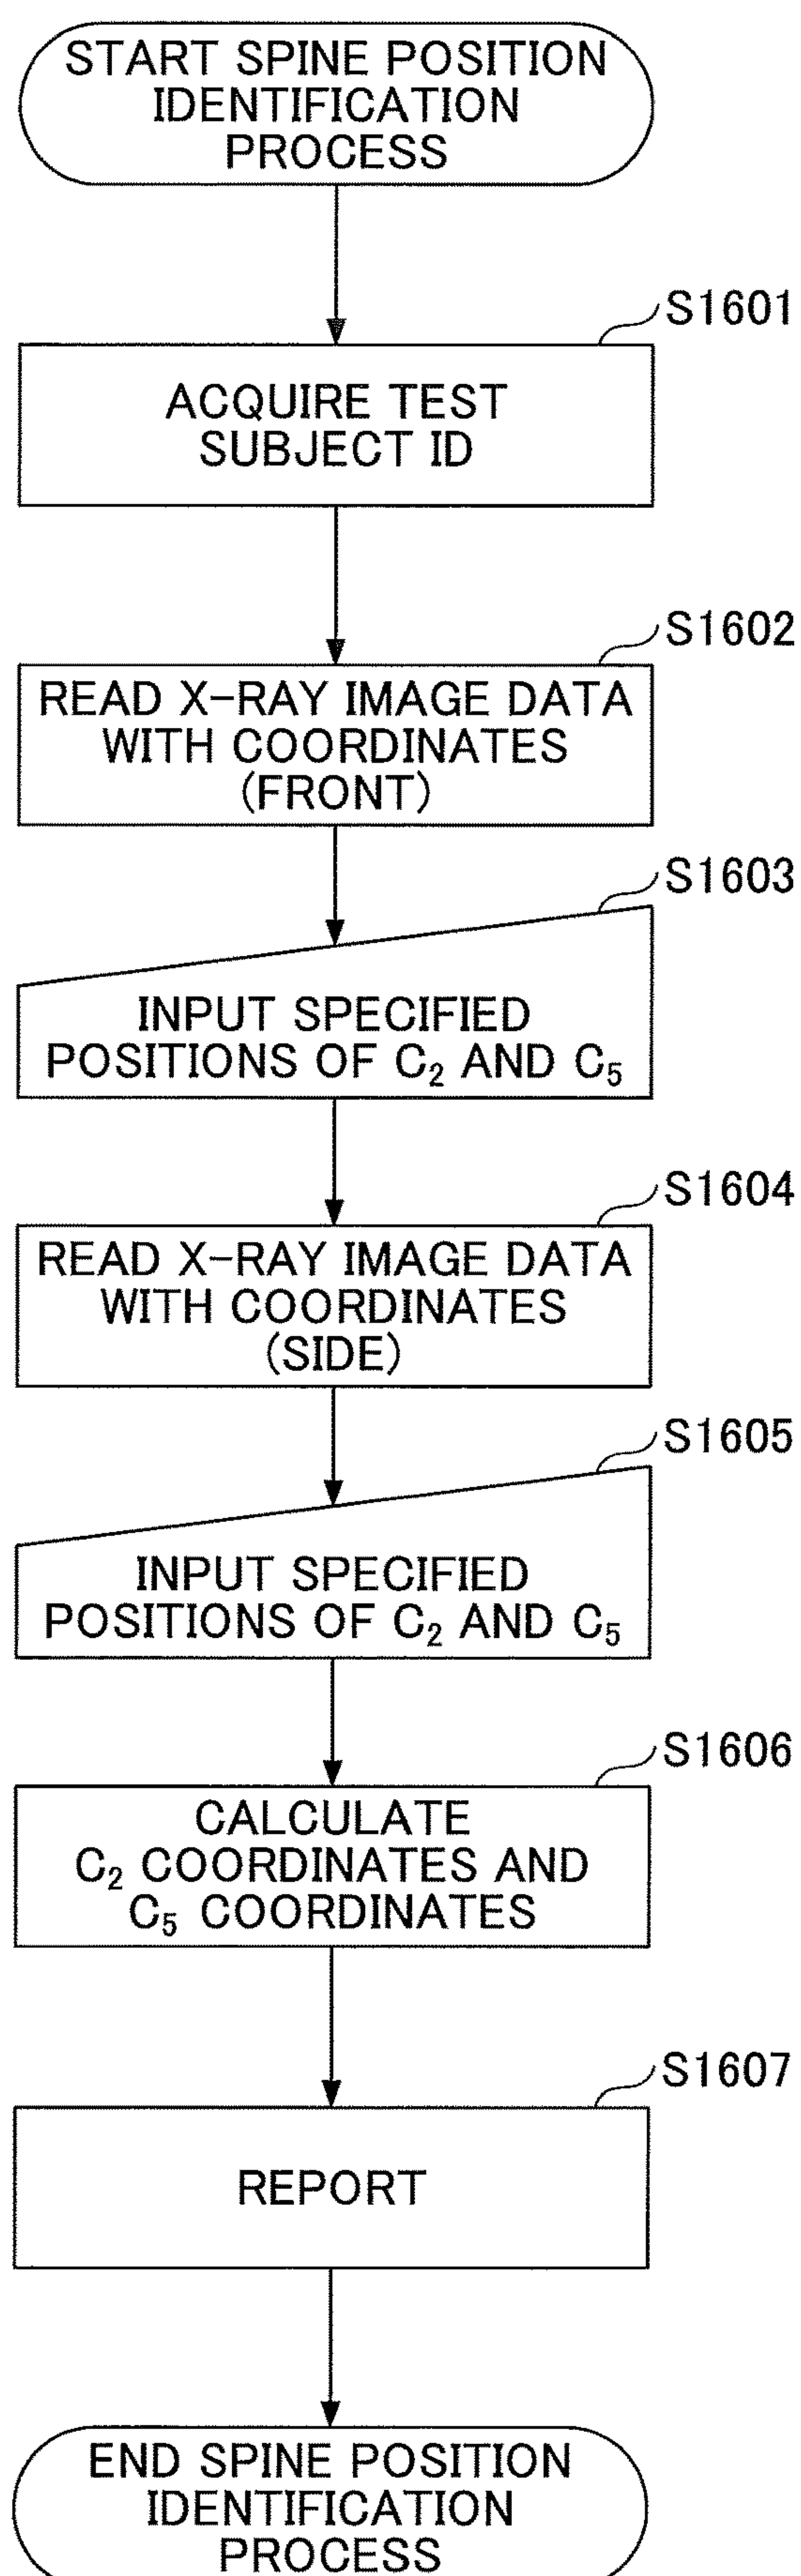 START SPINE POSITION
IDENTIFICATION
PROCESS
S1601
ACQUIRE TEST
SUBJECT ID
S1602
READ X-RAY IMAGE DATA
WITH COORDINATES
(FRONT)
S1603
INPUT SPECIFIED
POSITIONS OF C₂ AND C₅
S1604
READ X-RAY IMAGE DATA
WITH COORDINATES
(SIDE)
S1605
INPUT SPECIFIED
POSITIONS OF C₂ AND C₅
S1606
CALCULATE
C₂ COORDINATES AND
C₅ COORDINATES
S1607
REPORT
END SPINE POSITION
IDENTIFICATION
PROCESS